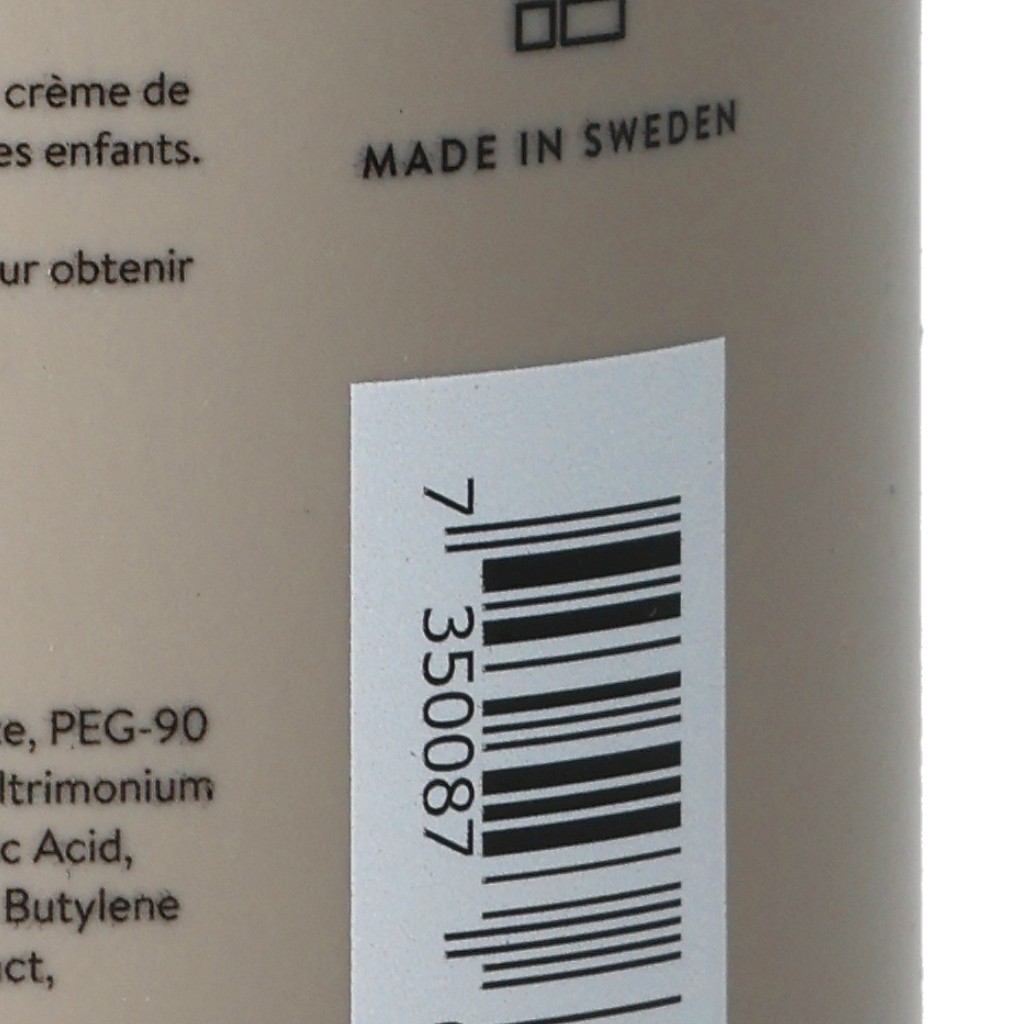 crème de
es enfants.
ur obtenir
MADE IN SWEDEN
7 350087
e, PEG-90
ltrimonium
c Acid,
Butylene
ct,